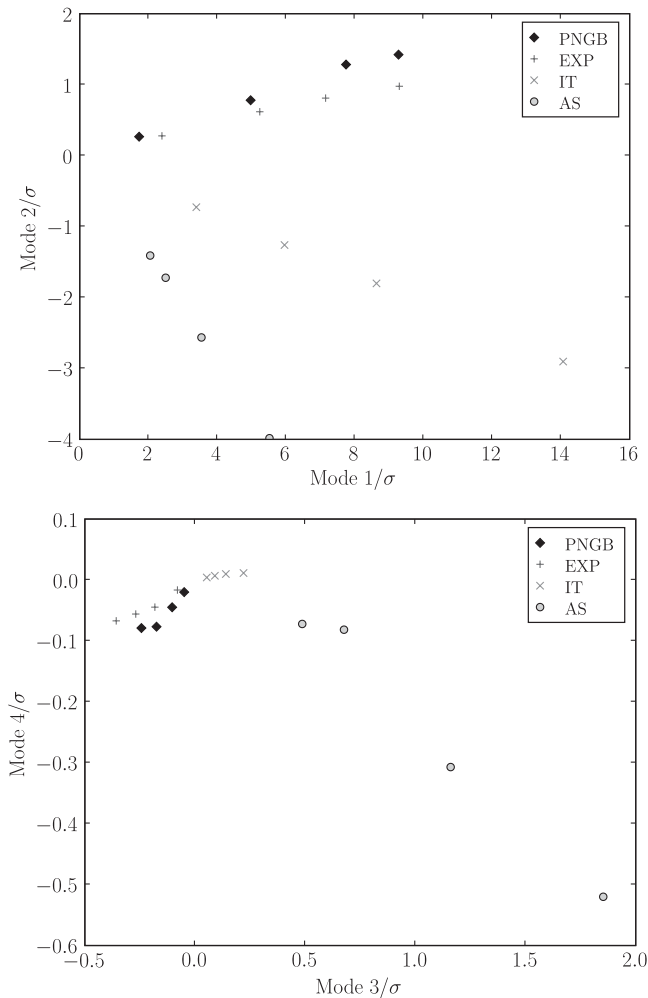 2
1
0
−1
−2
−3
−4
Mode 2/σ
PNGB
EXP
IT
AS
0 2 4 6 8 10 12 14 16
Mode 1/σ
0.1
0.0
−0.1
−0.2
−0.3
−0.4
−0.5
−0.6
Mode 4/σ
PNGB
EXP
IT
AS
−0.5 0.0 0.5 1.0 1.5 2.0
Mode 3/σ